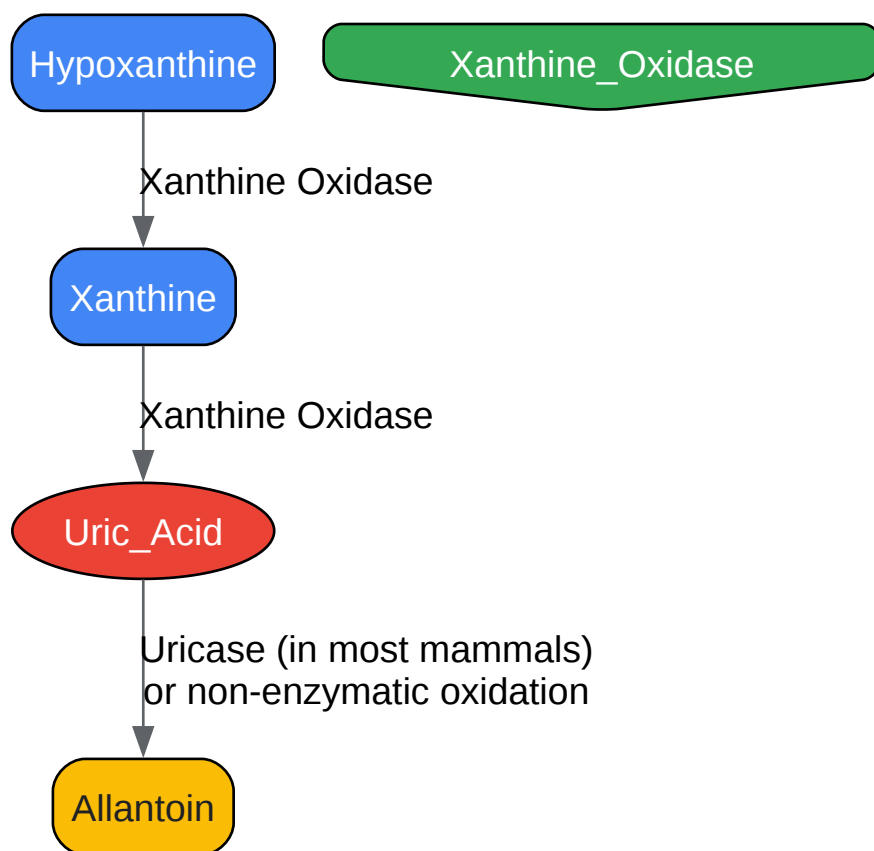 Hypoxanthine
Xanthine_Oxidase
Xanthine Oxidase
Xanthine
Xanthine Oxidase
Uric_Acid
Uricase (in most mammals)
or non-enzymatic oxidation
Allantoin